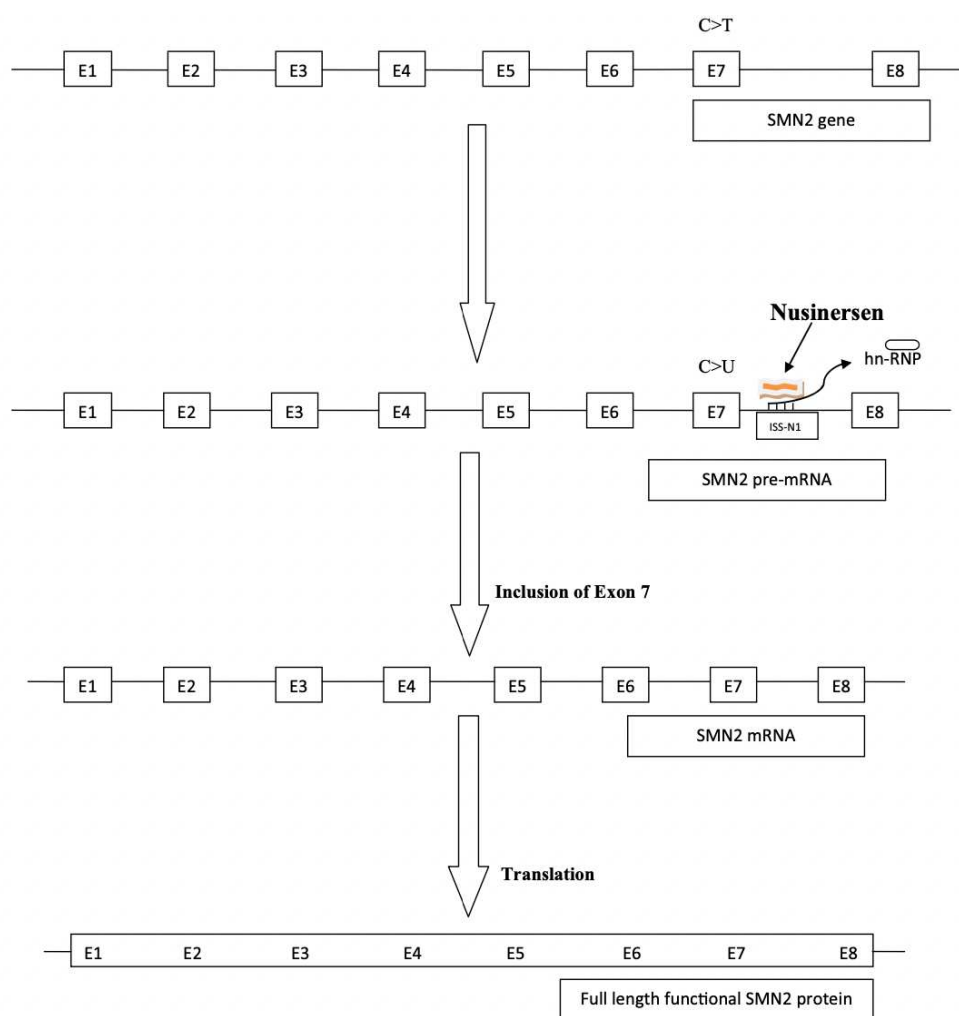 C>T
E1 E2 E3 E4 E5 E6 E7 E8
SMN2 gene
Nusinersen
hn-RNP
C>U
E1 E2 E3 E4 E5 E6 E7 E8
ISS-N1
SMN2 pre-mRNA
Inclusion of Exon 7
E1 E2 E3 E4 E5 E6 E7 E8
SMN2 mRNA
Translation
E1 E2 E3 E4 E5 E6 E7 E8
Full length functional SMN2 protein